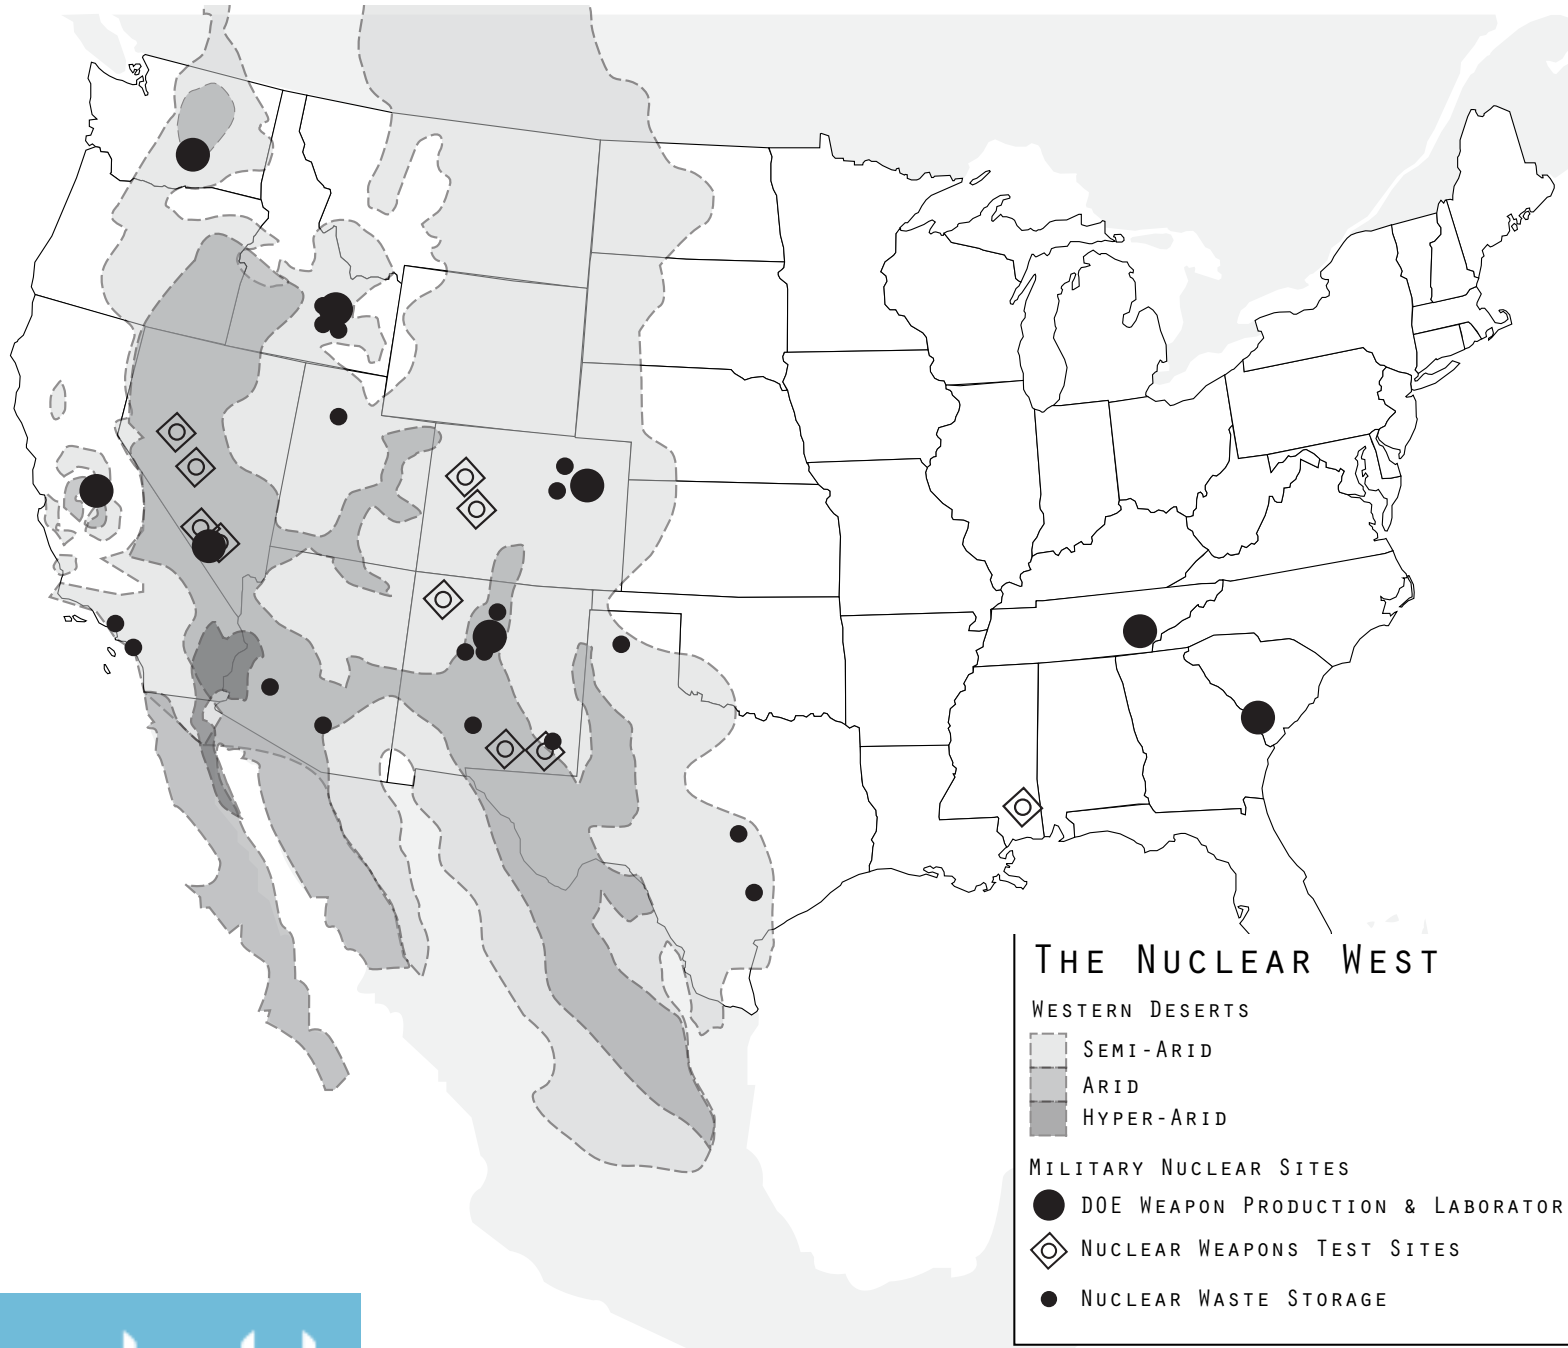 The Nuclear West
Western Deserts
Semi-Arid
Arid
Hyper-Arid
Military Nuclear Sites
DOE Weapon Production & Laborator
Nuclear Weapons Test Sites
Nuclear Waste Storage